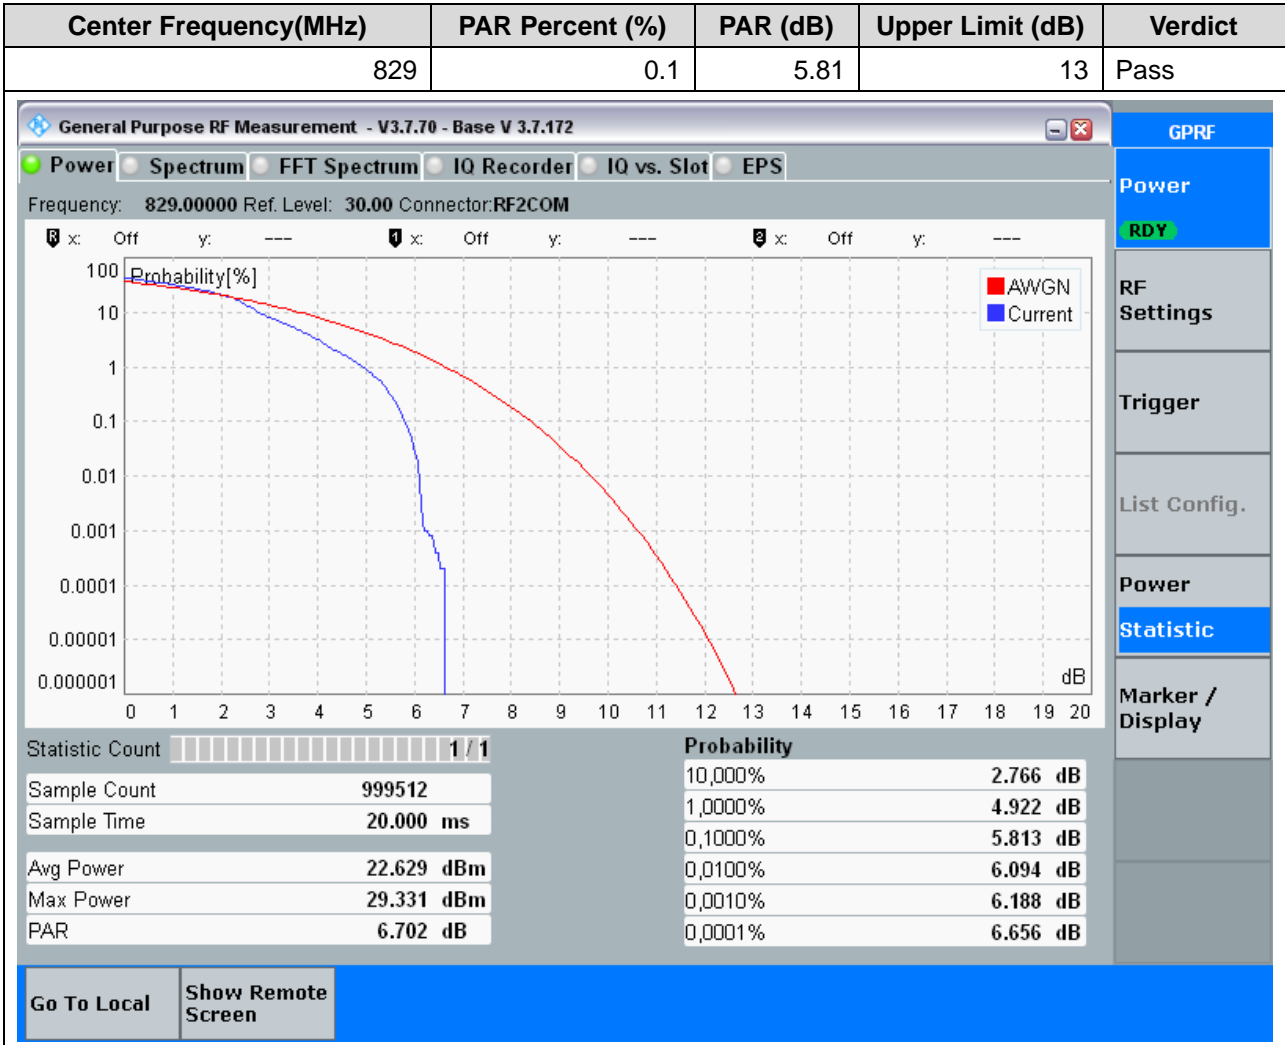 Center Frequency(MHz) PAR Percent (%) PAR (dB) Upper Limit (dB) Verdict
829 0.1 5.81 13 Pass
General Purpose RF Measurement - V3.7.70 - Base V 3.7.172
GPRF
Power Spectrum FFT Spectrum IQ Recorder IQ vs. Slot EPS
Power
RDY
Frequency: 829.00000 Ref. Level: 30.00 Connector:RF2COM
R x: Off y: --- 1 x: Off y: --- 2 x: Off y: ---
Probability[%]
100
10
1
0.1
0.01
0.001
0.0001
0.00001
0.000001
AWGN
Current
dB
0 1 2 3 4 5 6 7 8 9 10 11 12 13 14 15 16 17 18 19 20
RF
Settings
Trigger
List Config.
Power
Statistic
Marker /
Display
Statistic Count 1 / 1
Sample Count 999512
Sample Time 20.000 ms
Avg Power 22.629 dBm
Max Power 29.331 dBm
PAR 6.702 dB
Probability
10,000% 2.766 dB
1,0000% 4.922 dB
0,1000% 5.813 dB
0,0100% 6.094 dB
0,0010% 6.188 dB
0,0001% 6.656 dB
Go To Local
Show Remote
Screen